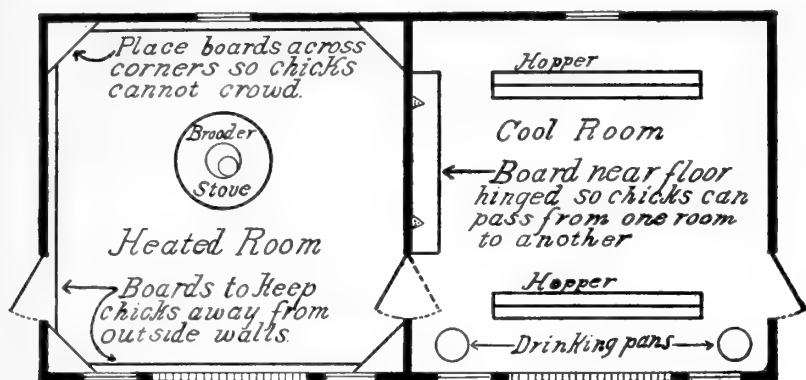 Place boards across
corners so chicks
cannot crowd.
Brooder
Stove
Heated Room
Boards to keep
chicks away from
outside walls.
Hopper
Cool Room
Board near floor
hinged so chicks can
pass from one room
to another
Hopper
Drinking pans